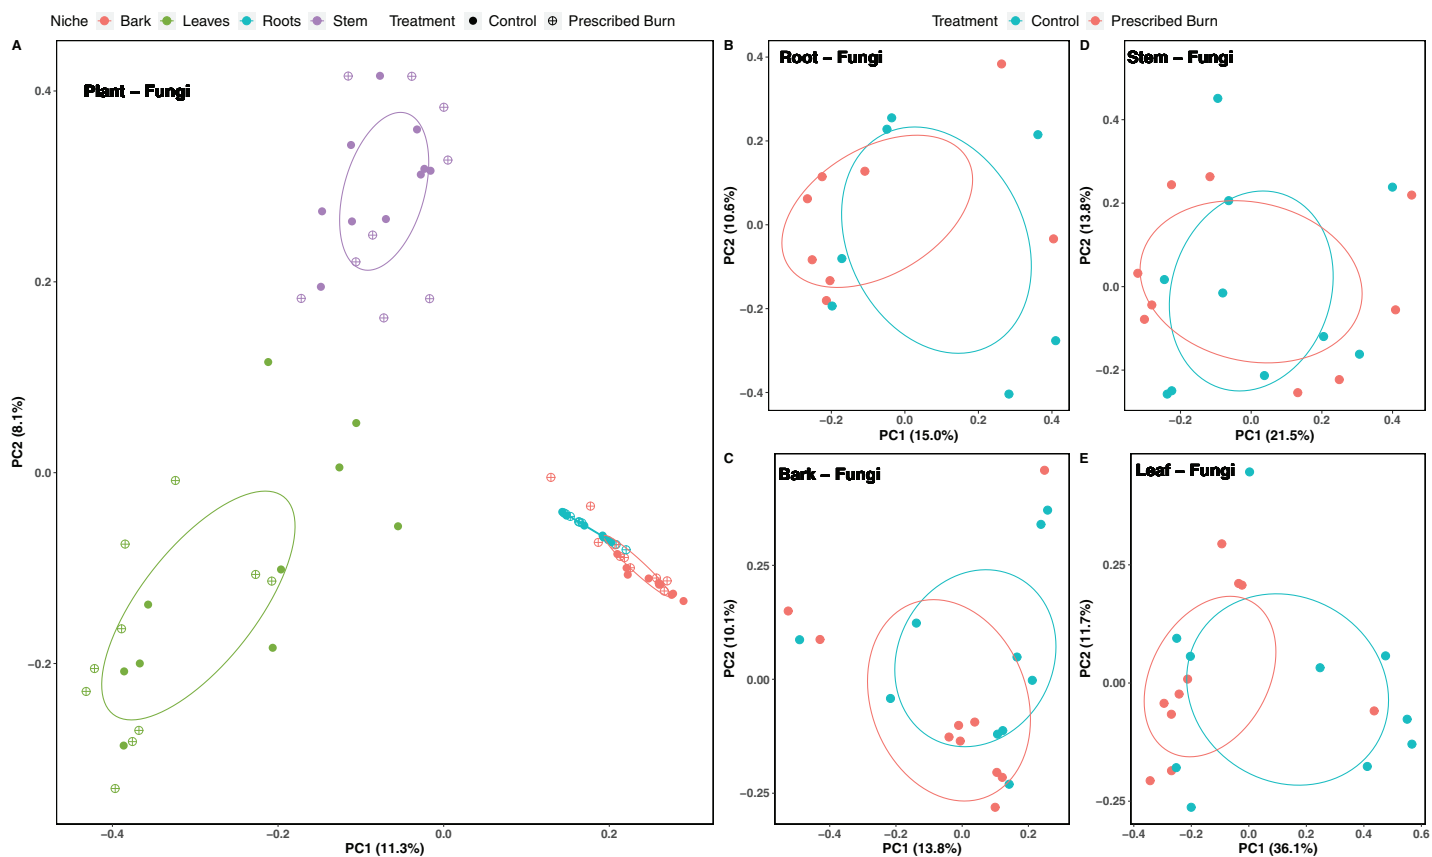 Niche Bark Leaves Roots Stem Treatment Control Prescribed Burn
Treatment Control Prescribed Burn
A
Plant – Fungi
0.4
0.2
0.0
−0.2
PC2 (8.1%)
−0.4 −0.2 0.0 0.2
PC1 (11.3%)
B
Root – Fungi
0.4
0.2
0.0
−0.2
−0.4
PC2 (10.6%)
−0.2 0.0 0.2 0.4
PC1 (15.0%)
D
Stem – Fungi
0.4
0.2
0.0
−0.2
PC2 (13.8%)
−0.2 0.0 0.2 0.4
PC1 (21.5%)
C
Bark – Fungi
0.25
0.00
−0.25
PC2 (10.1%)
−0.4 −0.2 0.0 0.2
PC1 (13.8%)
E
Leaf – Fungi
0.25
0.00
−0.25
PC2 (11.7%)
−0.4 −0.2 0.0 0.2 0.4 0.6
PC1 (36.1%)